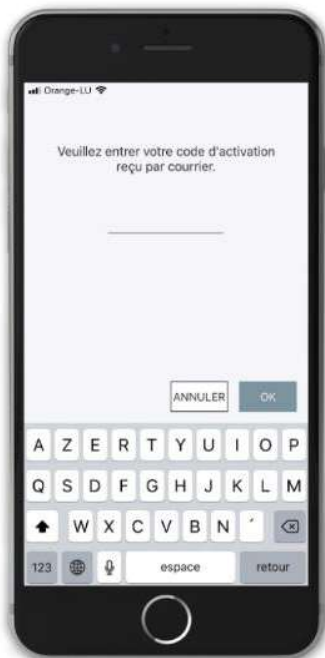 Orange-LU
Veuillez entrer votre code d'activation
reçu par courrier.
ANNULER OK
A Z E R T Y U I O P
Q S D F G H J K L M
W X C V B N ´
123 espace retour